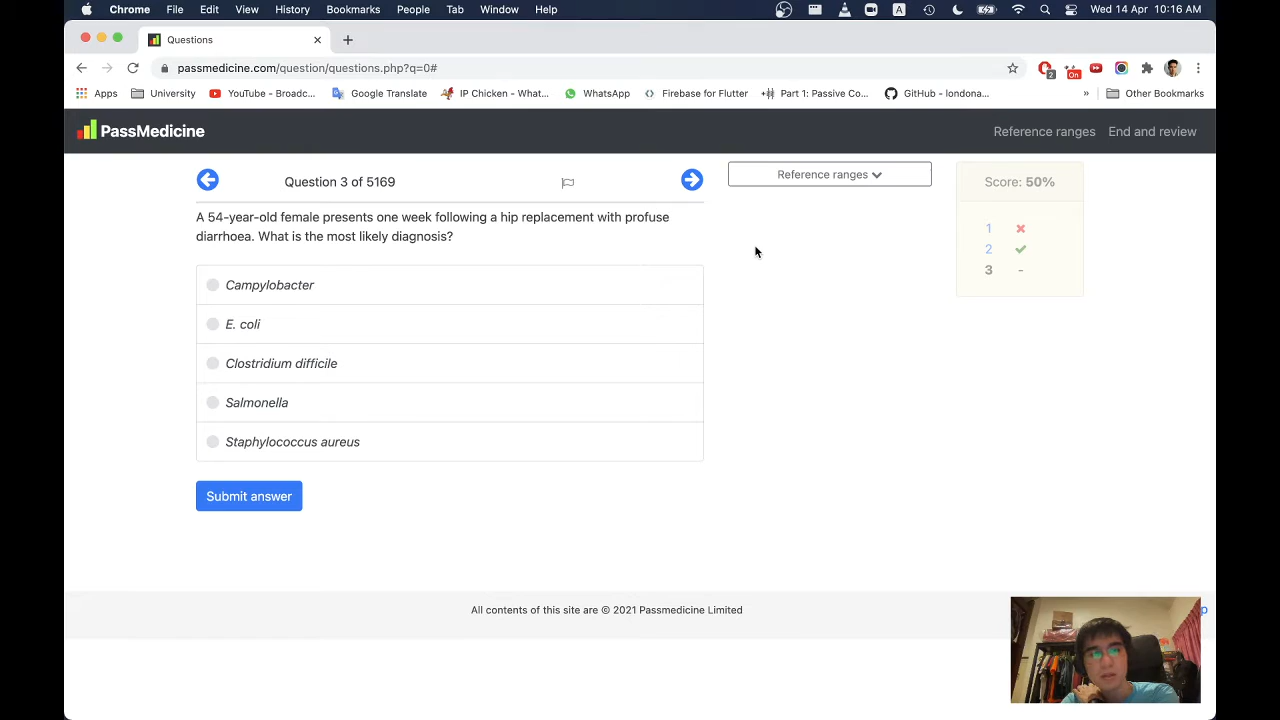 Chrome File Edit View History Bookmarks People Tab Window Help A Wed 14 Apr 10:16 AM
Questions
passmedicine.com/question/questions.php?q=0#
2 On
Apps University YouTube - Broadc... Google Translate IP Chicken - What... WhatsApp Firebase for Flutter Part 1: Passive Co... GitHub - londona... » Other Bookmarks
PassMedicine Reference ranges End and review
Question 3 of 5169 Reference ranges Score: 50%
A 54-year-old female presents one week following a hip replacement with profuse
diarrhoea. What is the most likely diagnosis?
1
2
3 -
Campylobacter
E. coli
Clostridium difficile
Salmonella
Staphylococcus aureus
Submit answer
All contents of this site are © 2021 Passmedicine Limited